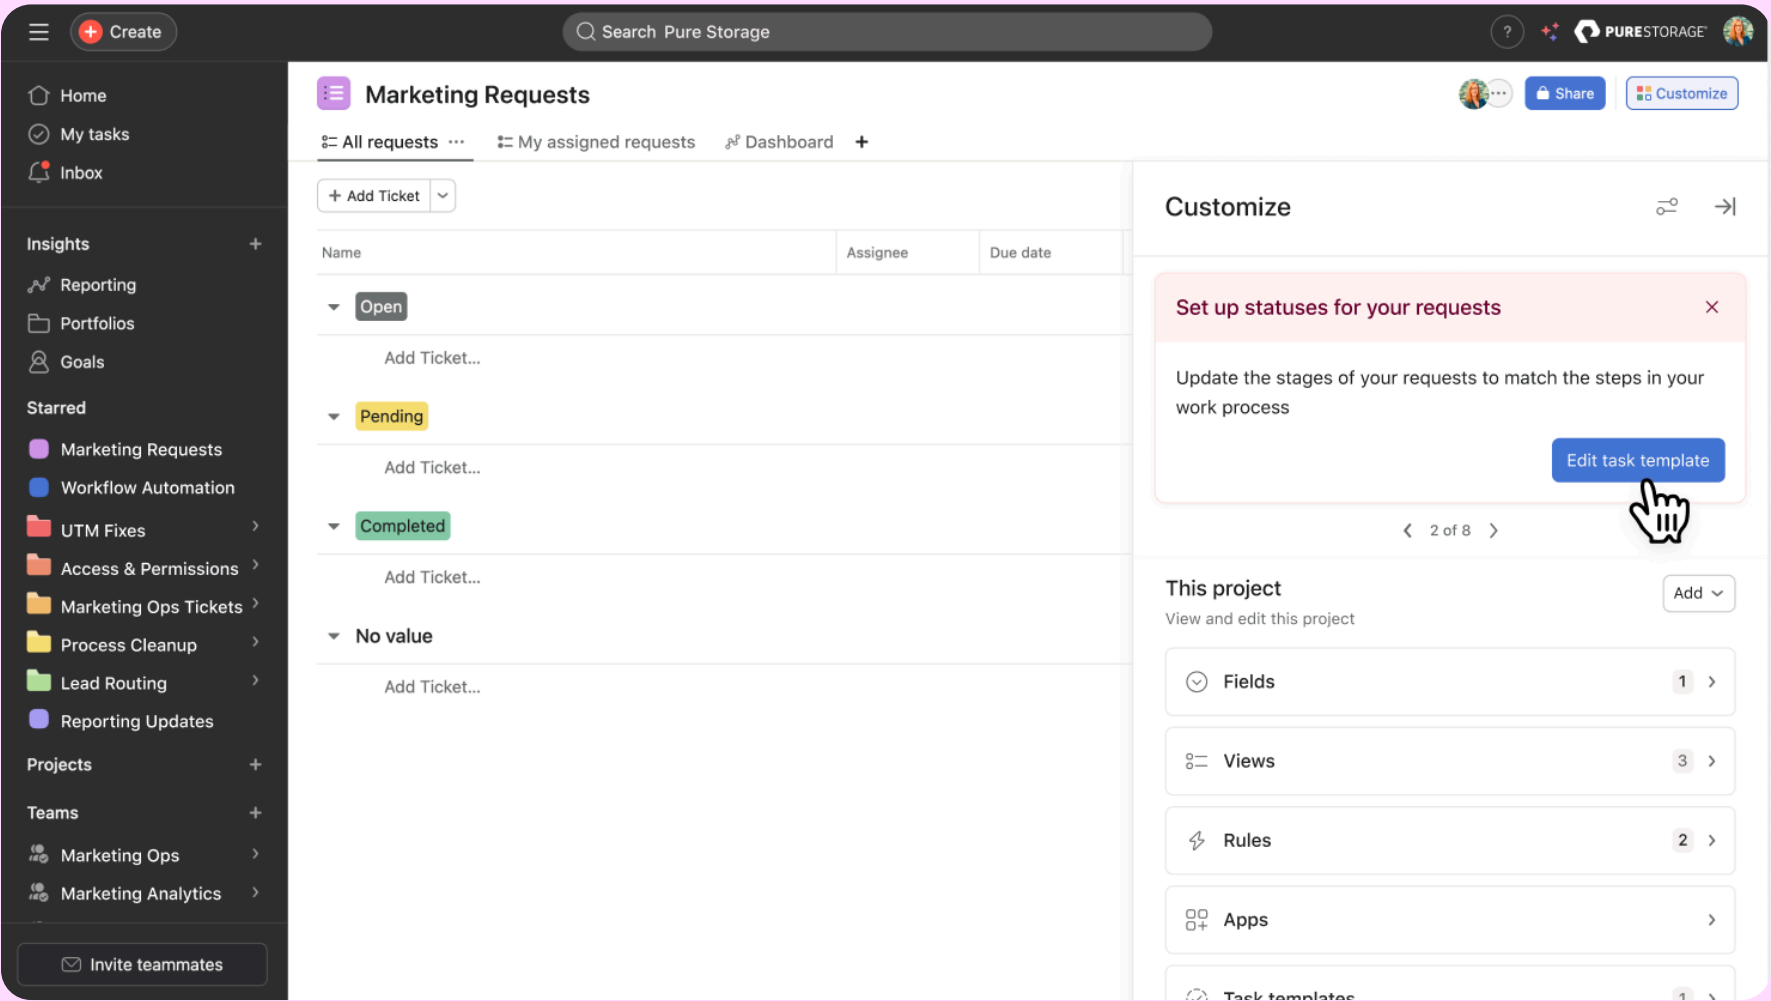 Create
Search Pure Storage
?
PURESTORAGE
Home
My tasks
Inbox
Insights
Reporting
Portfolios
Goals
Starred
Marketing Requests
Workflow Automation
UTM Fixes
Access & Permissions
Marketing Ops Tickets
Process Cleanup
Lead Routing
Reporting Updates
Projects
Teams
Marketing Ops
Marketing Analytics
Invite teammates
Marketing Requests
Share
Customize
All requests
My assigned requests
Dashboard
Add Ticket
Name
Assignee
Due date
Open
Add Ticket...
Pending
Add Ticket...
Completed
Add Ticket...
No value
Add Ticket...
Customize
Set up statuses for your requests
Update the stages of your requests to match the steps in your
work process
Edit task template
2 of 8
This project
Add
View and edit this project
Fields
1
Views
3
Rules
2
Apps
Task templates
1